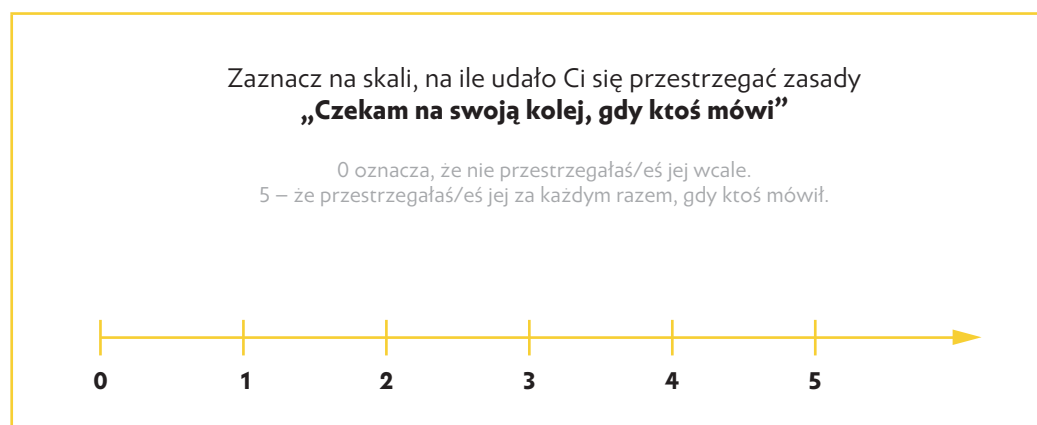 Zaznacz na skali, na ile udało Ci się przestrzegać zasady
„Czekam na swoją kolej, gdy ktoś mówi”
0 oznacza, że nie przestrzegałaś/eś jej wcale.
5 – że przestrzegałaś/eś jej za każdym razem, gdy ktoś mówił.
0 1 2 3 4 5